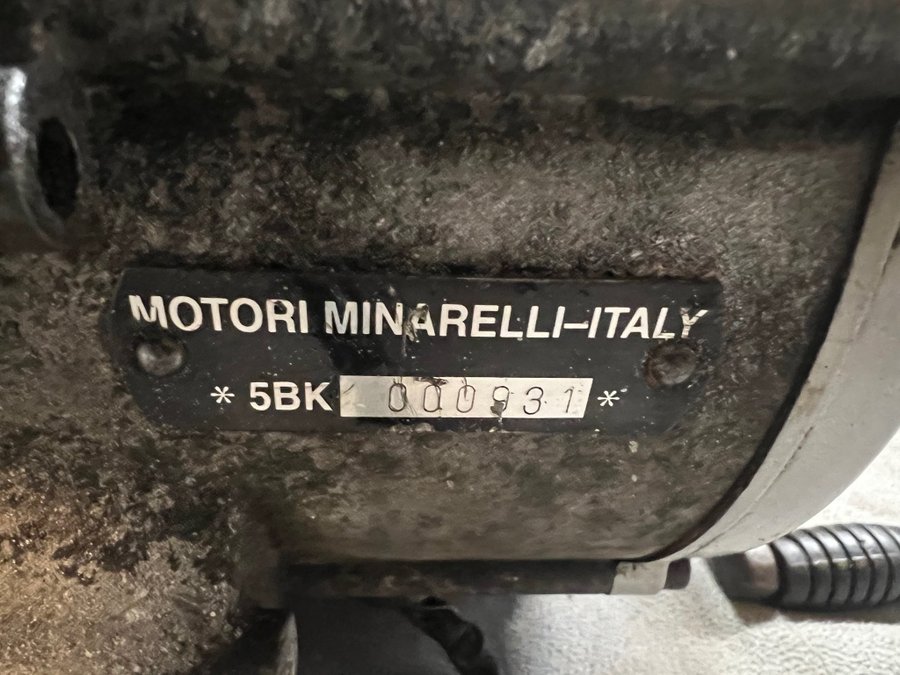 MOTORI MINARELLI–ITALY
* 5BK 000931 *